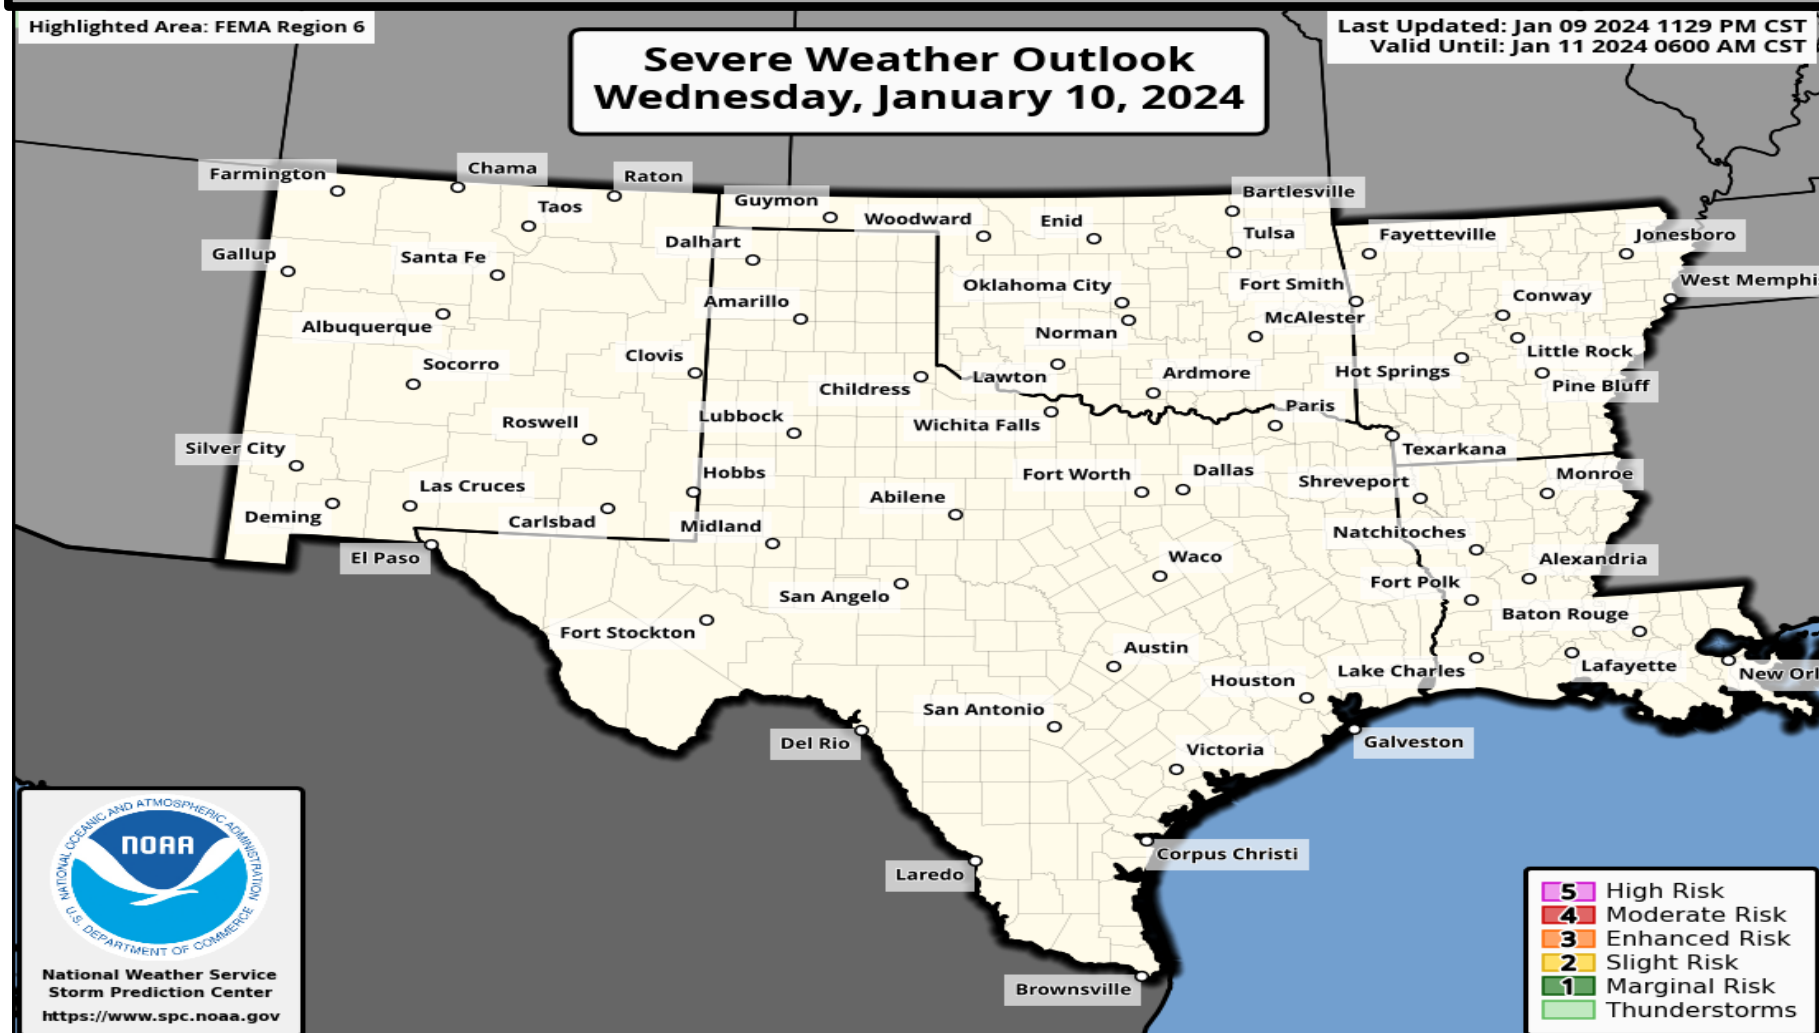 Highlighted Area: FEMA Region 6
Severe Weather Outlook
Wednesday, January 10, 2024
Last Updated: Jan 09 2024 1129 PM CST
Valid Until: Jan 11 2024 0600 AM CST
Farmington
Chama
Raton
Taos
Guymon
Woodward
Enid
Bartlesville
Gallup
Santa Fe
Dalhart
Tulsa
Fayetteville
Jonesboro
Albuquerque
Amarillo
Oklahoma City
Fort Smith
Conway
West Memphi
Socorro
Clovis
Norman
McAlester
Little Rock
Childress
Lawton
Ardmore
Hot Springs
Pine Bluff
Roswell
Lubbock
Wichita Falls
Paris
Silver City
Hobbs
Fort Worth
Dallas
Texarkana
Las Cruces
Abilene
Shreveport
Monroe
Deming
Carlsbad
Midland
Natchitoches
El Paso
Waco
Alexandria
San Angelo
Fort Polk
Fort Stockton
Baton Rouge
Austin
Lake Charles
Lafayette
New Orl
Houston
San Antonio
Del Rio
Victoria
Galveston
Laredo
Corpus Christi
Brownsville
NATIONAL OCEANIC AND ATMOSPHERIC ADMINISTRATION
NOAA
U.S. DEPARTMENT OF COMMERCE
National Weather Service
Storm Prediction Center
https://www.spc.noaa.gov
5 High Risk
4 Moderate Risk
3 Enhanced Risk
2 Slight Risk
1 Marginal Risk
Thunderstorms